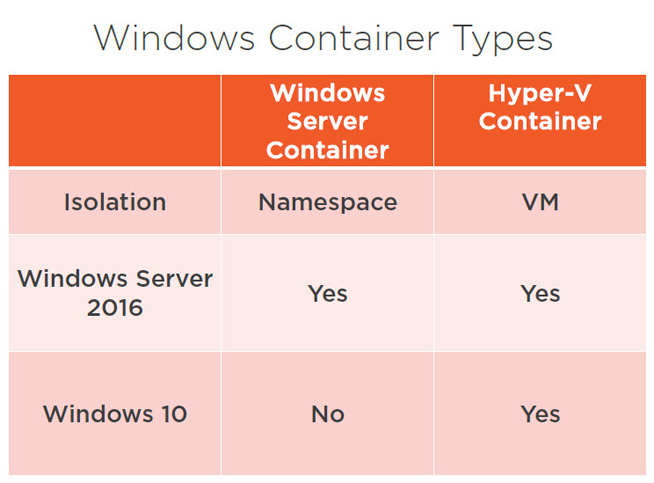 Windows Container Types
Windows
Server
Container
Hyper-V
Container
Isolation
Namespace
VM
Windows Server
2016
Yes
Yes
Windows 10
No
Yes